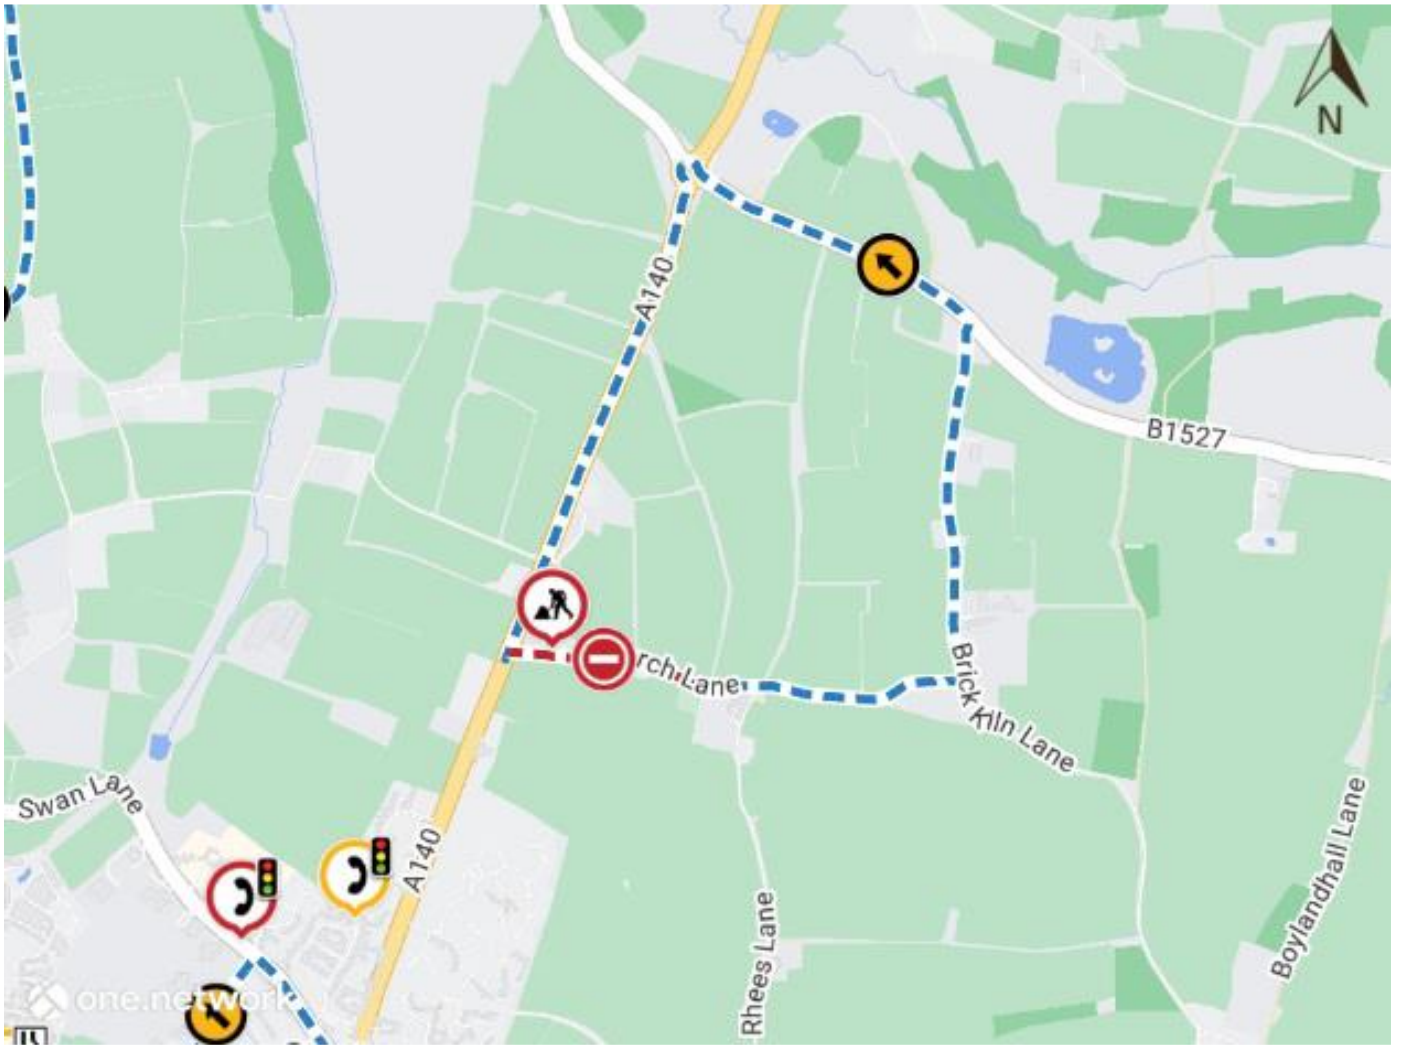 N
A140
B1527
rch Lane
Brick Kiln Lane
Swan Lane
A140
Boylandhall Lane
Rhees Lane
one.network